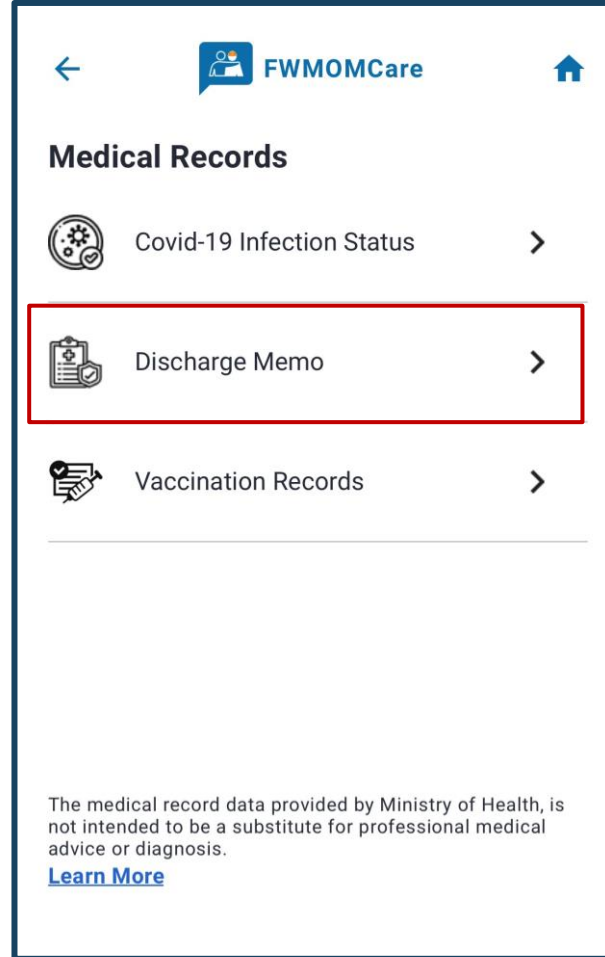 FWMOMCare
Medical Records
Covid-19 Infection Status
Discharge Memo
Vaccination Records
The medical record data provided by Ministry of Health, is
not intended to be a substitute for professional medical
advice or diagnosis.
Learn More